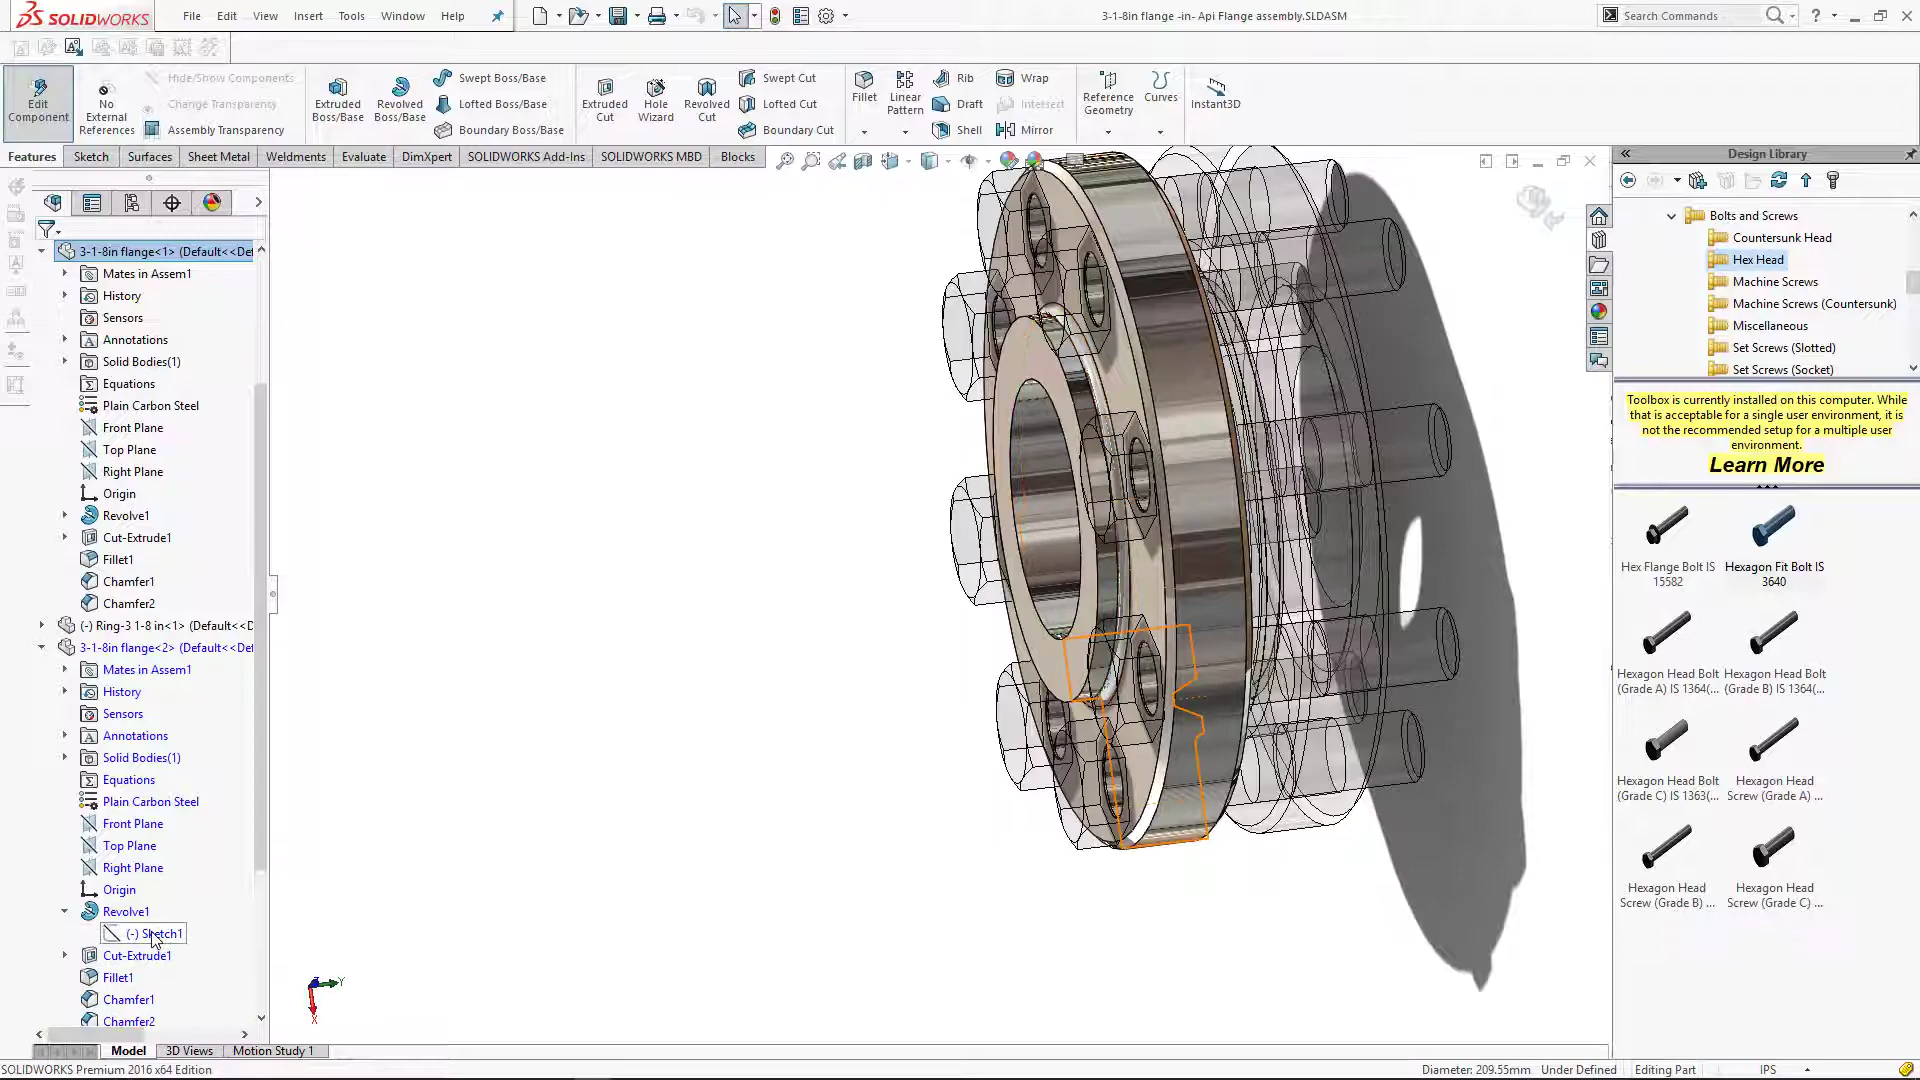 SOLIDWORKS
File Edit View Insert Tools Window Help
3-1-8in flange -in- Api Flange assembly.SLDASM
Search Commands
Edit Component
No External References
Hide/Show Components
Change Transparency
Assembly Transparency
Extruded Boss/Base
Revolved Boss/Base
Swept Boss/Base
Lofted Boss/Base
Boundary Boss/Base
Extruded Cut
Hole Wizard
Revolved Cut
Swept Cut
Lofted Cut
Boundary Cut
Fillet
Linear Pattern
Rib
Draft
Shell
Wrap
Intersect
Mirror
Reference Geometry
Curves
Instant3D
Features Sketch Surfaces Sheet Metal Weldments Evaluate DimXpert SOLIDWORKS Add-Ins SOLIDWORKS MBD Blocks
3-1-8in flange<1> (Default<<Def
Mates in Assem1
History
Sensors
Annotations
Solid Bodies(1)
Equations
Plain Carbon Steel
Front Plane
Top Plane
Right Plane
Origin
Revolve1
Cut-Extrude1
Fillet1
Chamfer1
Chamfer2
(-) Ring-3 1-8 in<1> (Default<<D
3-1-8in flange<2> (Default<<Def
Mates in Assem1
History
Sensors
Annotations
Solid Bodies(1)
Equations
Plain Carbon Steel
Front Plane
Top Plane
Right Plane
Origin
Revolve1
(-) Sketch1
Cut-Extrude1
Fillet1
Chamfer1
Chamfer2
Y
X
Design Library
Bolts and Screws
Countersunk Head
Hex Head
Machine Screws
Machine Screws (Countersunk)
Miscellaneous
Set Screws (Slotted)
Set Screws (Socket)
Toolbox is currently installed on this computer. While
that is acceptable for a single user environment, it is
not the recommended setup for a multiple user
environment.
Learn More
Hex Flange Bolt IS 15582
Hexagon Fit Bolt IS 3640
Hexagon Head Bolt (Grade A) IS 1364(...
Hexagon Head Bolt (Grade B) IS 1364(...
Hexagon Head Bolt (Grade C) IS 1363(...
Hexagon Head Screw (Grade A) ...
Hexagon Head Screw (Grade B) ...
Hexagon Head Screw (Grade C) ...
Model 3D Views Motion Study 1
SOLIDWORKS Premium 2016 x64 Edition
Diameter: 209.55mm Under Defined Editing Part IPS